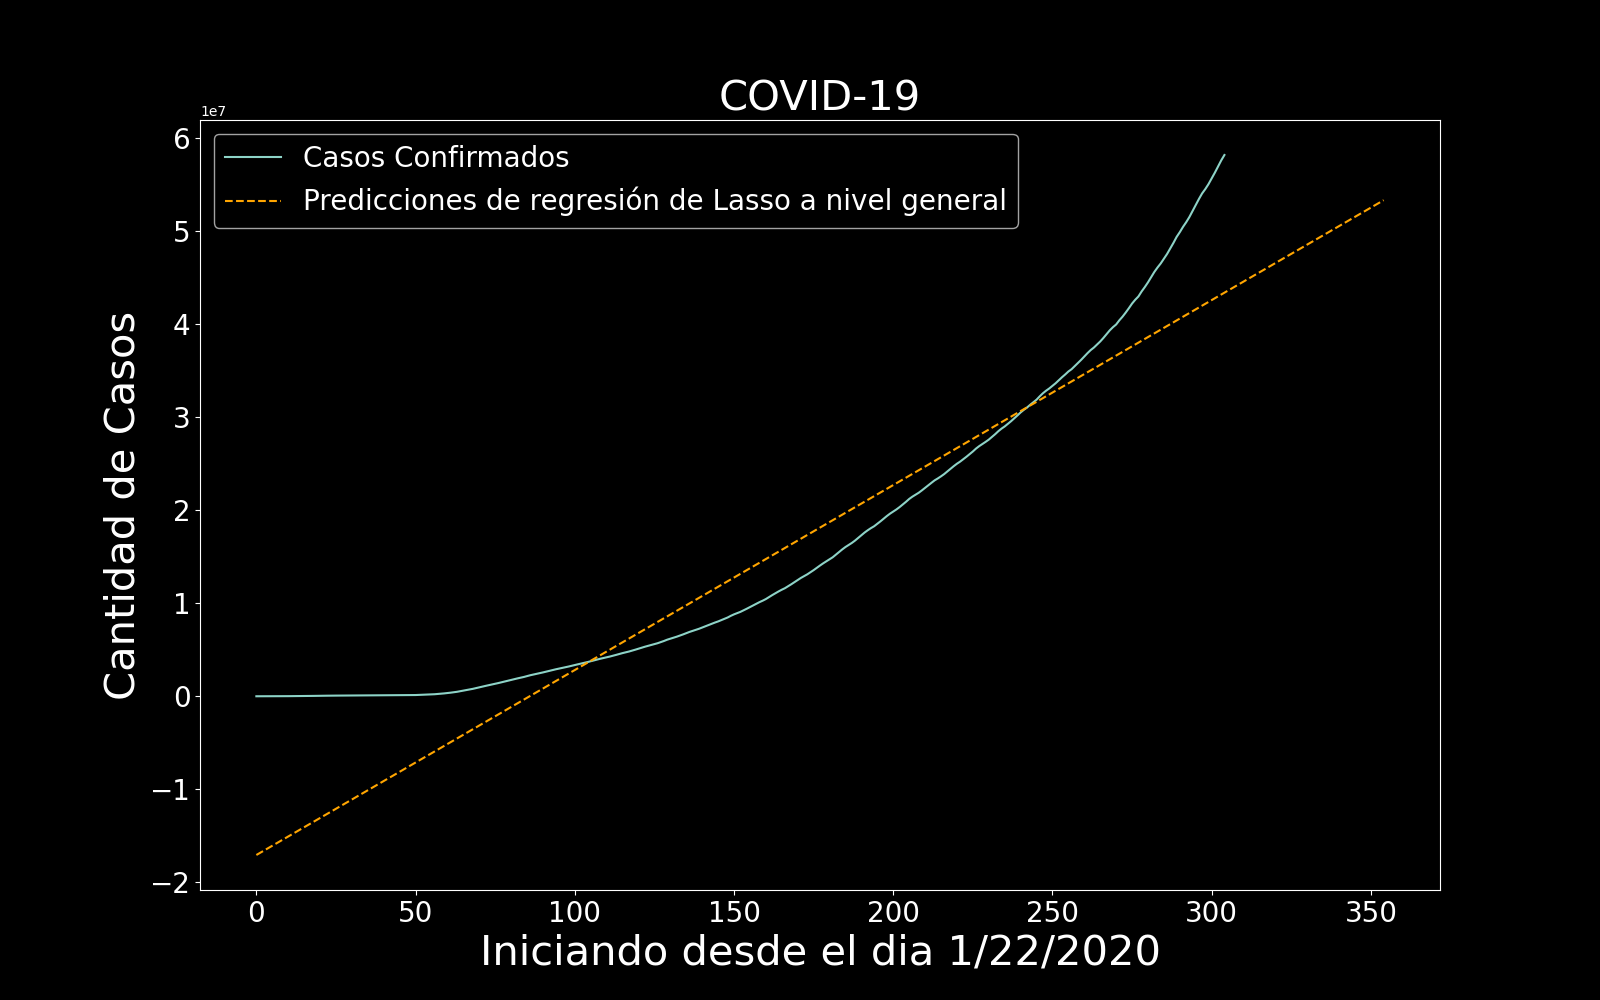 COVID-19
1e7
Casos Confirmados
Predicciones de regresión de Lasso a nivel general
6
5
4
3
2
1
0
−1
−2
Cantidad de Casos
0 50 100 150 200 250 300 350
Iniciando desde el dia 1/22/2020